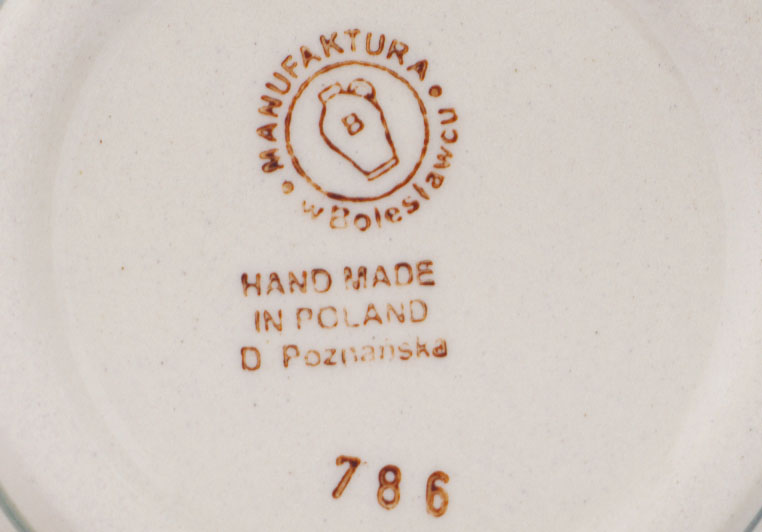 MANUFAKTURA
w Bolesławcu
B
HAND MADE
IN POLAND
D. Poznańska
786